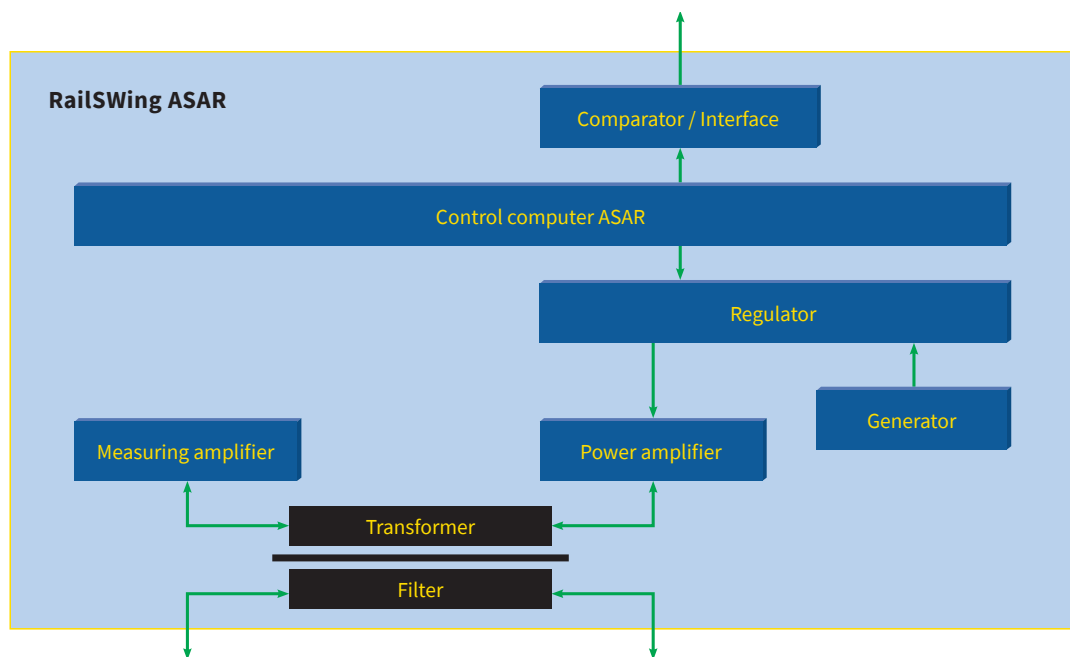 RailSWing ASAR
Comparator / Interface
Control computer ASAR
Regulator
Generator
Measuring amplifier
Power amplifier
Transformer
Filter